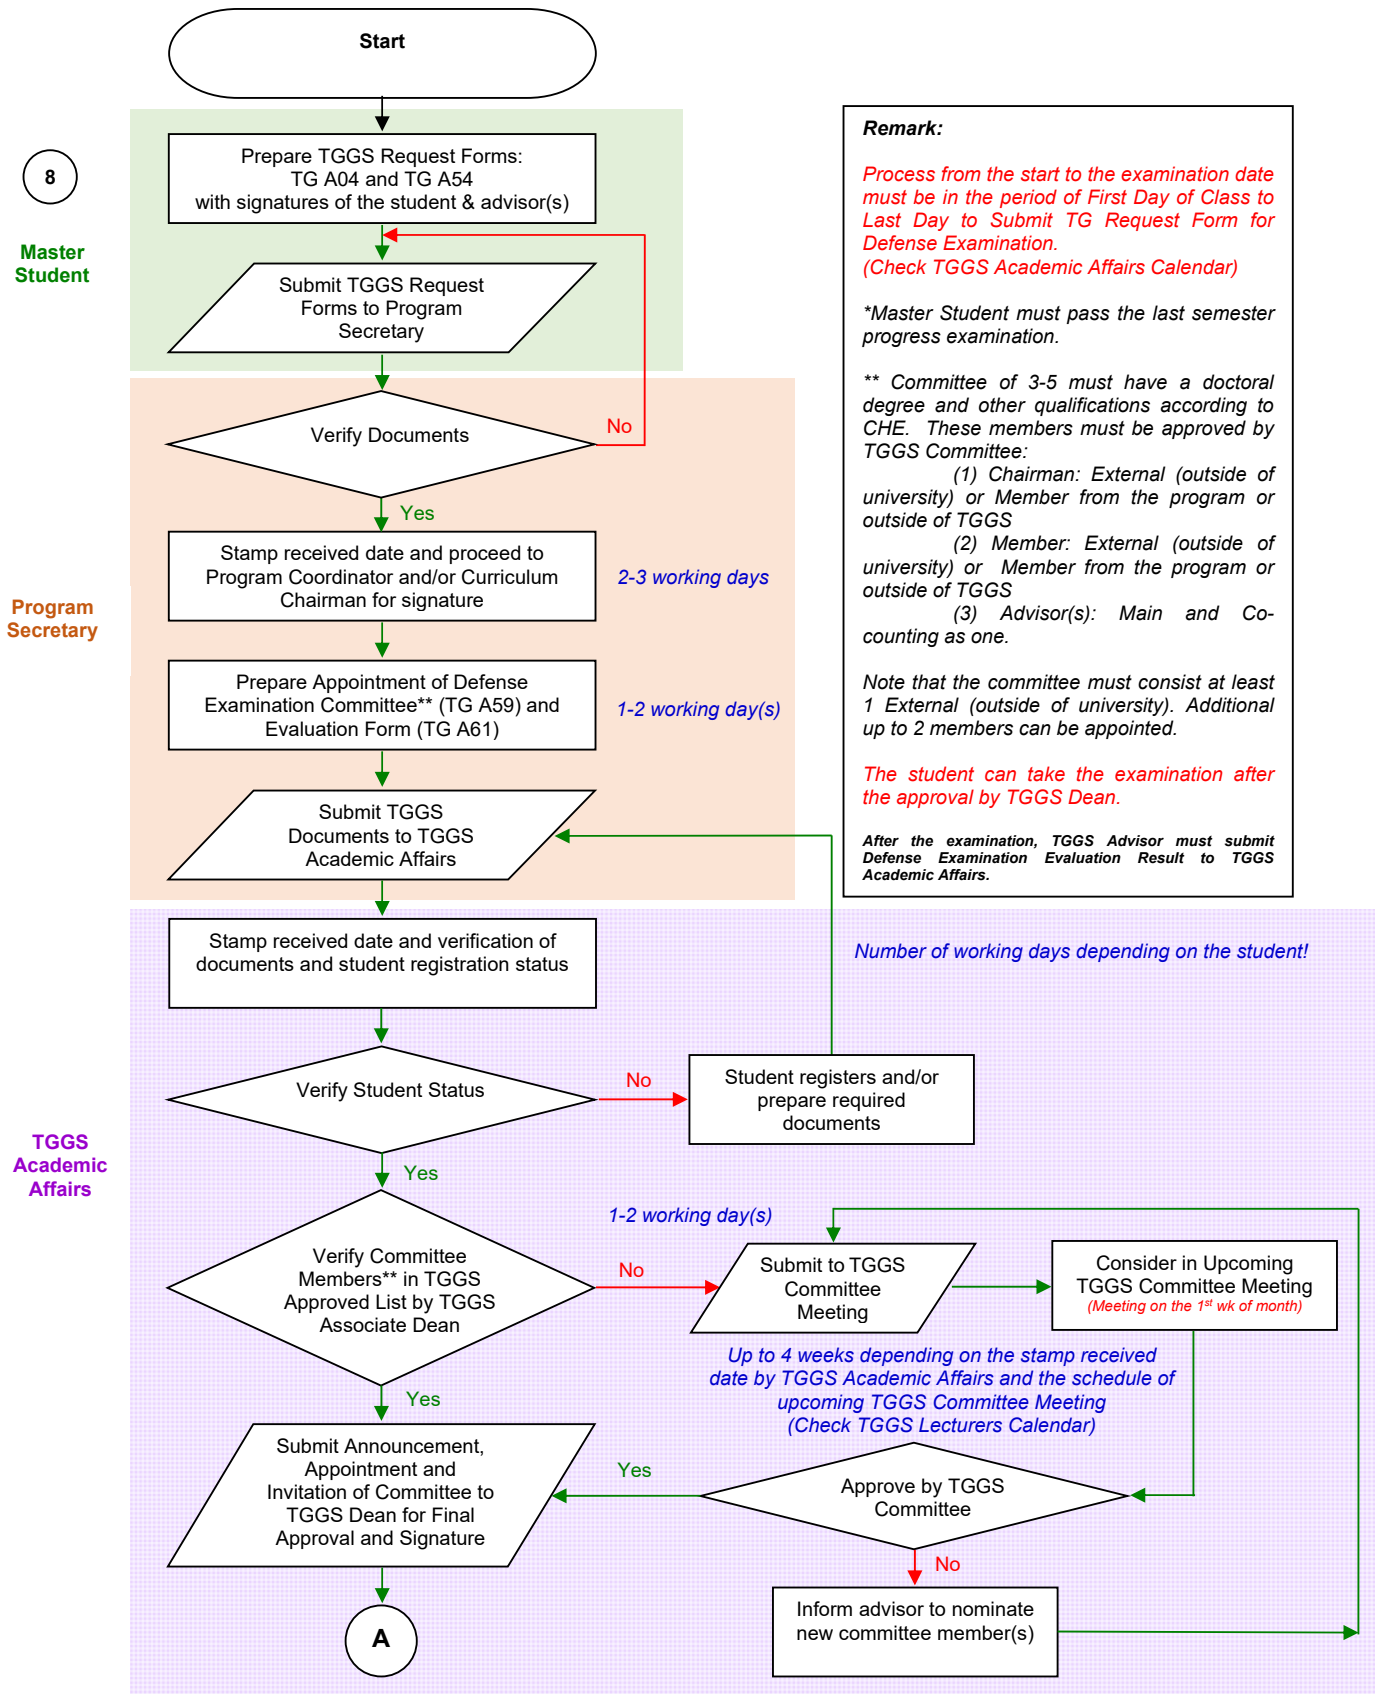 Start
8
Master
Student
Prepare TGGS Request Forms:
TG A04 and TG A54
with signatures of the student & advisor(s)
Submit TGGS Request
Forms to Program
Secretary
Verify Documents
No
Yes
Program
Secretary
Stamp received date and proceed to
Program Coordinator and/or Curriculum
Chairman for signature
2-3 working days
Prepare Appointment of Defense
Examination Committee** (TG A59) and
Evaluation Form (TG A61)
1-2 working day(s)
Submit TGGS
Documents to TGGS
Academic Affairs
Remark:
Process from the start to the examination date
must be in the period of First Day of Class to
Last Day to Submit TG Request Form for
Defense Examination.
(Check TGGS Academic Affairs Calendar)
*Master Student must pass the last semester
progress examination.
** Committee of 3-5 must have a doctoral
degree and other qualifications according to
CHE. These members must be approved by
TGGS Committee:
(1) Chairman: External (outside of
university) or Member from the program or
outside of TGGS
(2) Member: External (outside of
university) or Member from the program or
outside of TGGS
(3) Advisor(s): Main and Co-
counting as one.
Note that the committee must consist at least
1 External (outside of university). Additional
up to 2 members can be appointed.
The student can take the examination after
the approval by TGGS Dean.
After the examination, TGGS Advisor must submit
Defense Examination Evaluation Result to TGGS
Academic Affairs.
TGGS
Academic
Affairs
Stamp received date and verification of
documents and student registration status
Number of working days depending on the student!
Verify Student Status
No
Student registers and/or
prepare required
documents
Yes
Verify Committee
Members** in TGGS
Approved List by TGGS
Associate Dean
1-2 working day(s)
No
Submit to TGGS
Committee
Meeting
Consider in Upcoming
TGGS Committee Meeting
(Meeting on the 1st wk of month)
Up to 4 weeks depending on the stamp received
date by TGGS Academic Affairs and the schedule of
upcoming TGGS Committee Meeting
(Check TGGS Lecturers Calendar)
Yes
Submit Announcement,
Appointment and
Invitation of Committee to
TGGS Dean for Final
Approval and Signature
Yes
Approve by TGGS
Committee
No
Inform advisor to nominate
new committee member(s)
A